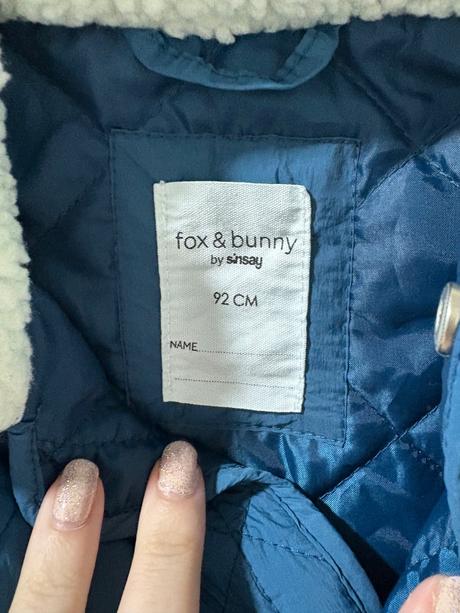 fox & bunny
by sinsay
92 CM
NAME